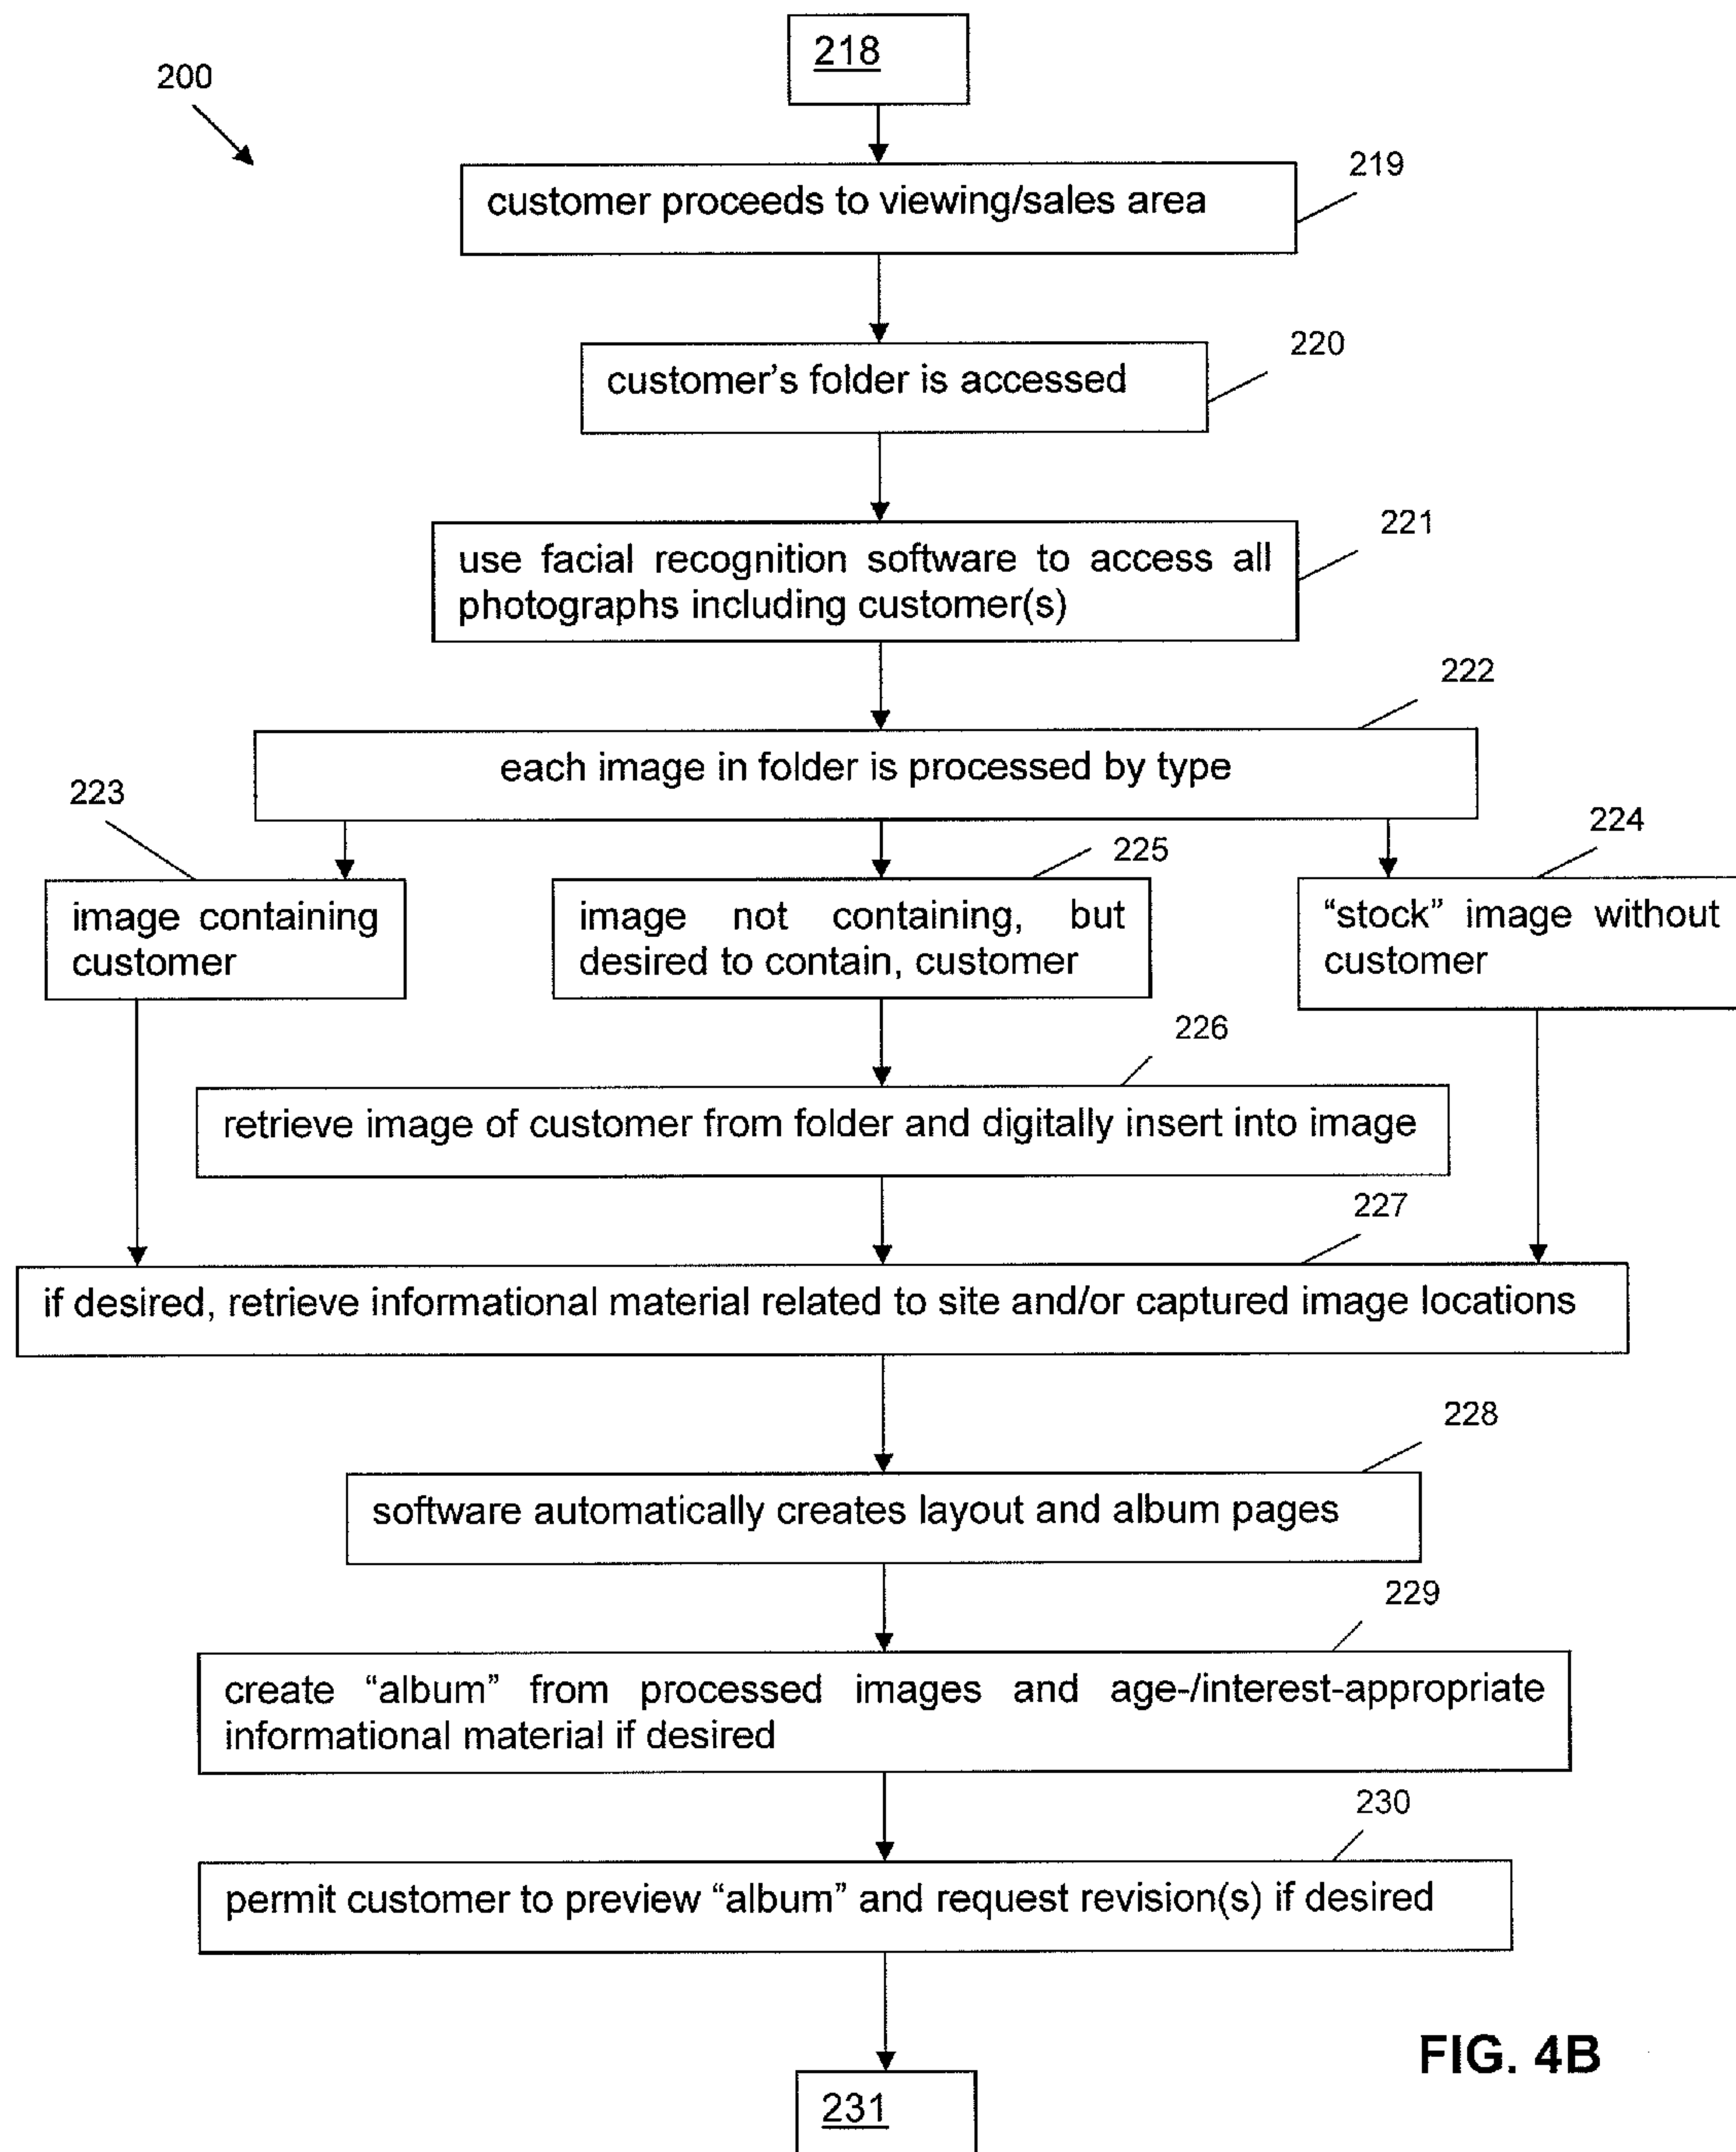 218
200
219
customer proceeds to viewing/sales area
220
customer's folder is accessed
221
use facial recognition software to access all
photographs including customer(s)
222
each image in folder is processed by type
223
225
224
image containing
customer
image not containing, but
desired to contain, customer
“stock” image without
customer
226
retrieve image of customer from folder and digitally insert into image
227
if desired, retrieve informational material related to site and/or captured image locations
228
software automatically creates layout and album pages
229
create “album” from processed images and age-/interest-appropriate
informational material if desired
230
permit customer to preview “album” and request revision(s) if desired
FIG. 4B
231